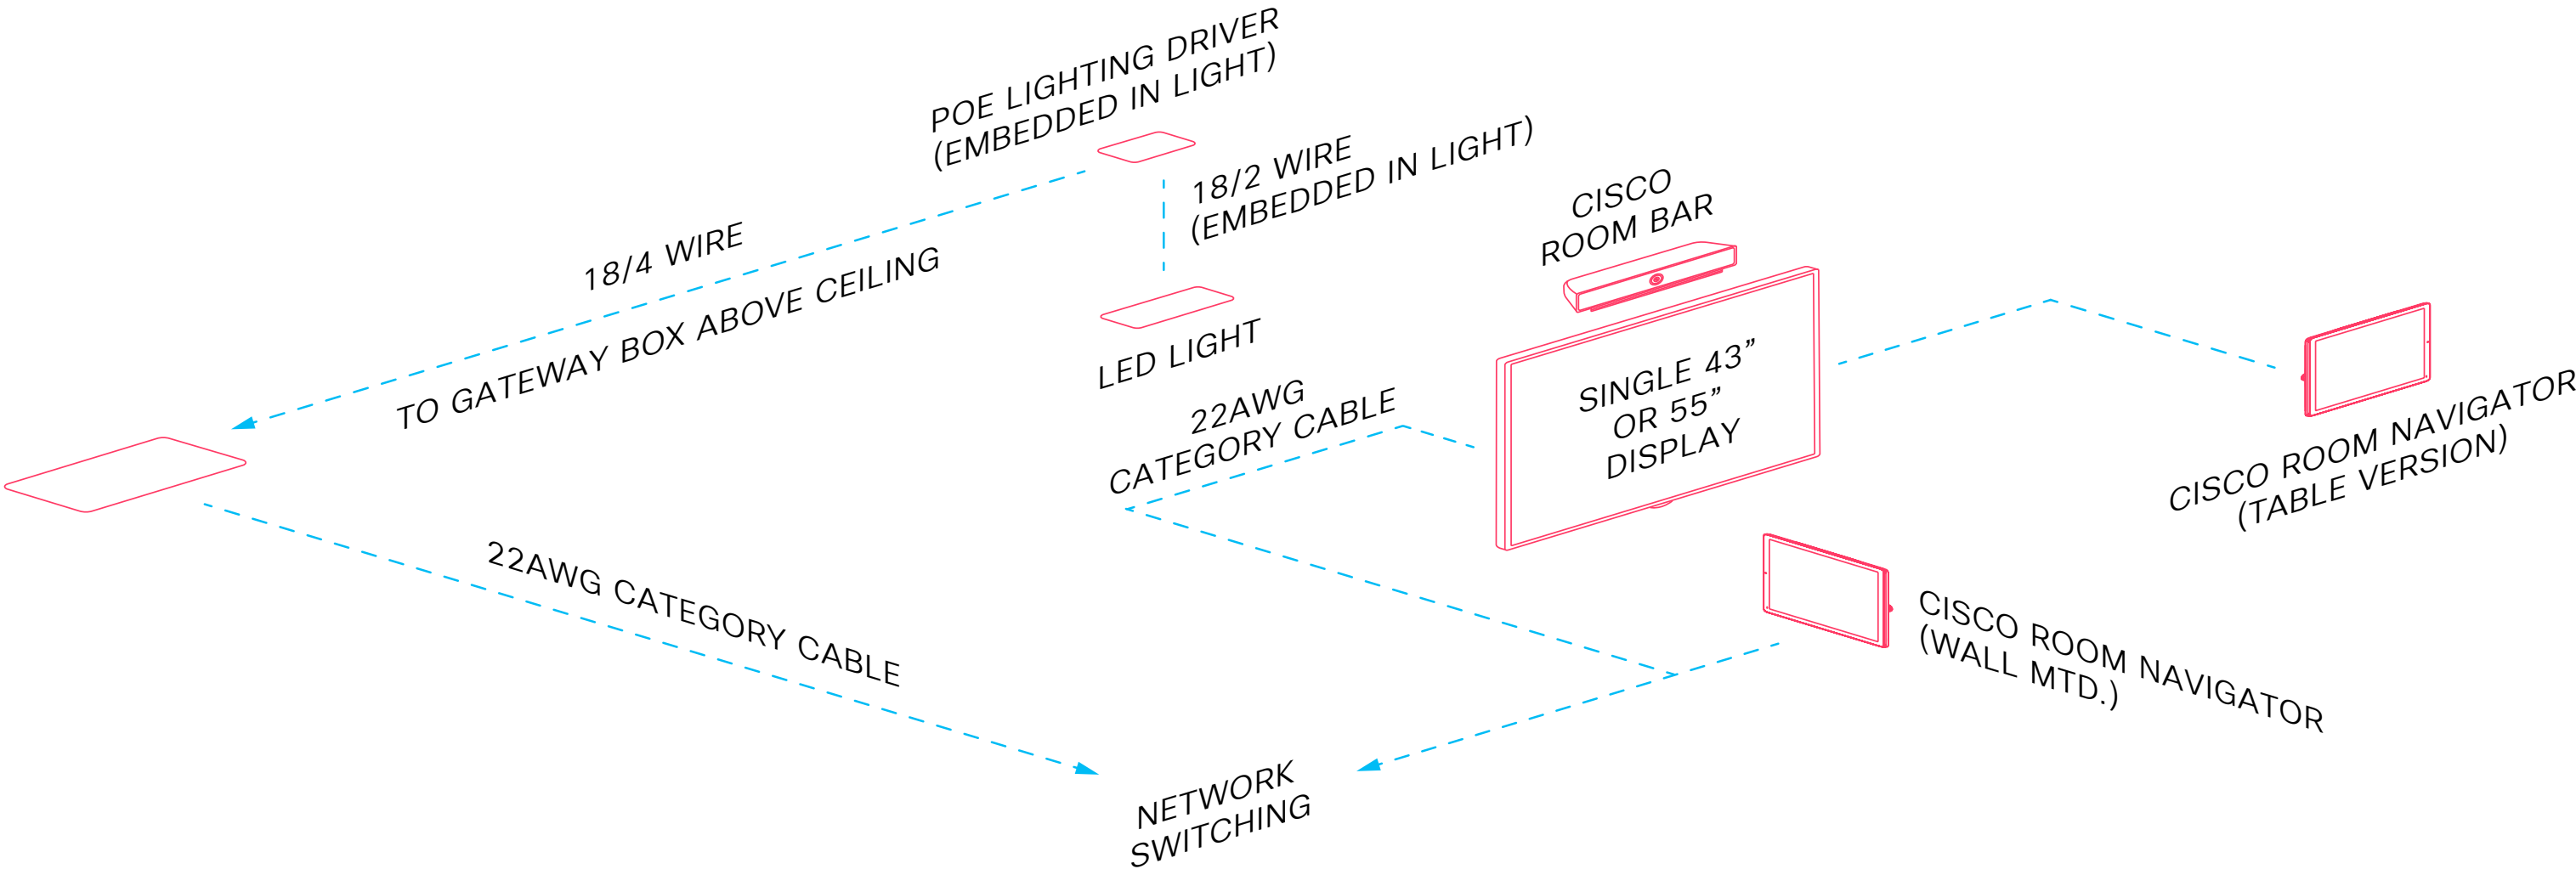 POE LIGHTING DRIVER
(EMBEDDED IN LIGHT)
18/2 WIRE
(EMBEDDED IN LIGHT)
CISCO
ROOM BAR
18/4 WIRE
TO GATEWAY BOX ABOVE CEILING
LED LIGHT
SINGLE 43”
OR 55”
DISPLAY
22AWG
CATEGORY CABLE
CISCO ROOM NAVIGATOR
(TABLE VERSION)
22AWG CATEGORY CABLE
CISCO ROOM NAVIGATOR
(WALL MTD.)
NETWORK
SWITCHING